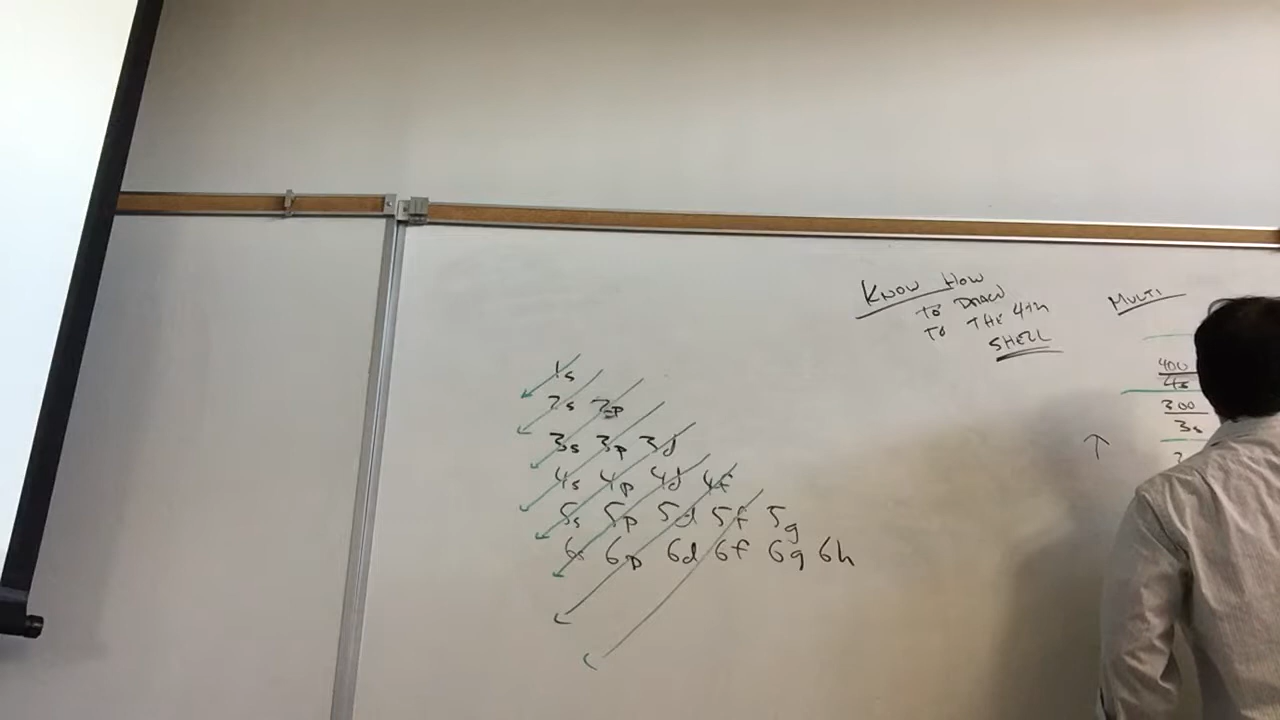 KNOW HOW
TO DRAW
TO THE 4TH
SHELL
MULTI
1s
2s 2p
3s 3p 3d
4s 4p 4d 4f
5s 5p 5d 5f 5g
6s 6p 6d 6f 6g 6h
400
4s
300
3s